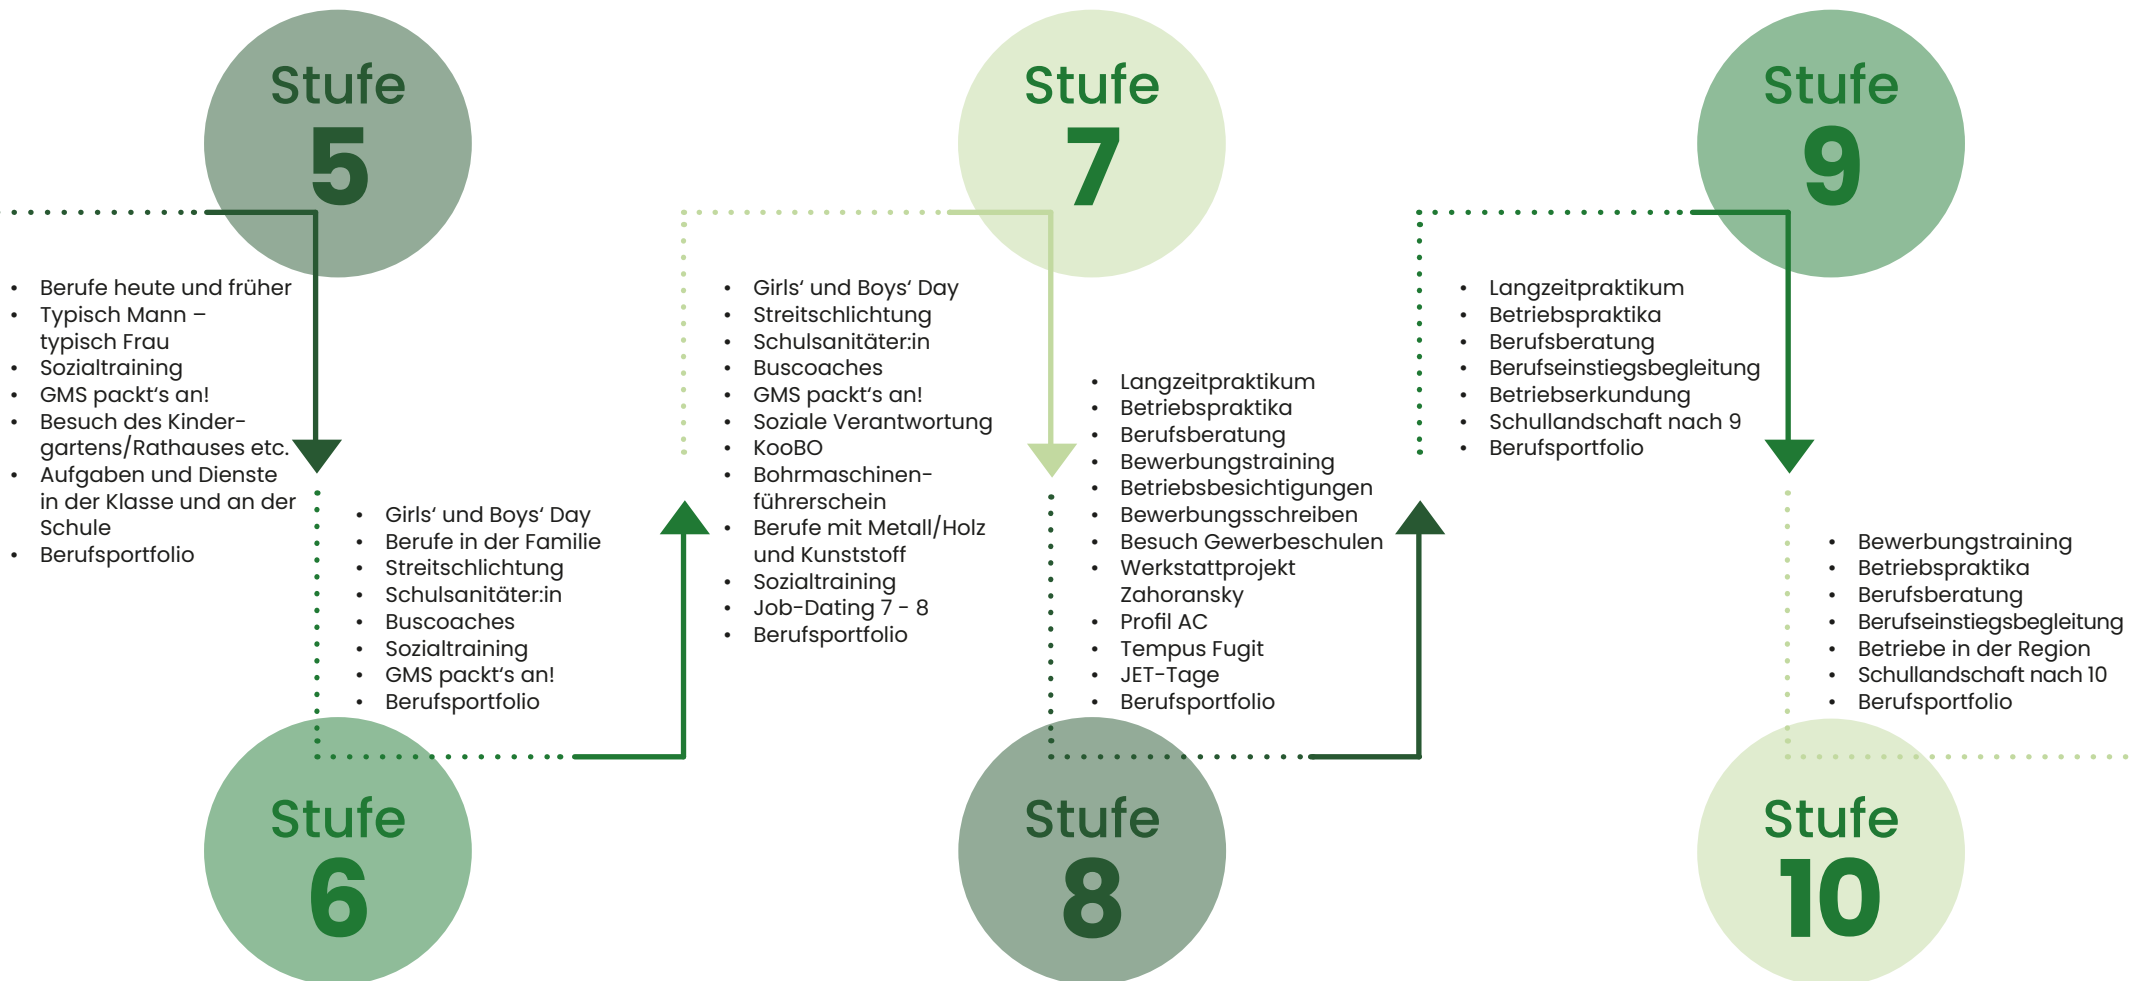 Stufe
5
• Berufe heute und früher
• Typisch Mann –
typisch Frau
• Sozialtraining
• GMS packt‘s an!
• Besuch des Kinder-
gartens/Rathauses etc.
• Aufgaben und Dienste
in der Klasse und an der
Schule
• Berufsportfolio
• Girls‘ und Boys‘ Day
• Berufe in der Familie
• Streitschlichtung
• Schulsanitäter:in
• Buscoaches
• Sozialtraining
• GMS packt‘s an!
• Berufsportfolio
Stufe
6
Stufe
7
• Girls‘ und Boys‘ Day
• Streitschlichtung
• Schulsanitäter:in
• Buscoaches
• GMS packt‘s an!
• Soziale Verantwortung
• KooBO
• Bohrmaschinen-
führerschein
• Berufe mit Metall/Holz
und Kunststoff
• Sozialtraining
• Job-Dating 7 - 8
• Berufsportfolio
• Langzeitpraktikum
• Betriebspraktika
• Berufsberatung
• Bewerbungstraining
• Betriebsbesichtigungen
• Bewerbungsschreiben
• Besuch Gewerbeschulen
• Werkstattprojekt
Zahoransky
• Profil AC
• Tempus Fugit
• JET-Tage
• Berufsportfolio
Stufe
8
Stufe
9
• Langzeitpraktikum
• Betriebspraktika
• Berufsberatung
• Berufseinstiegsbegleitung
• Betriebserkundung
• Schullandschaft nach 9
• Berufsportfolio
• Bewerbungstraining
• Betriebspraktika
• Berufsberatung
• Berufseinstiegsbegleitung
• Betriebe in der Region
• Schullandschaft nach 10
• Berufsportfolio
Stufe
10